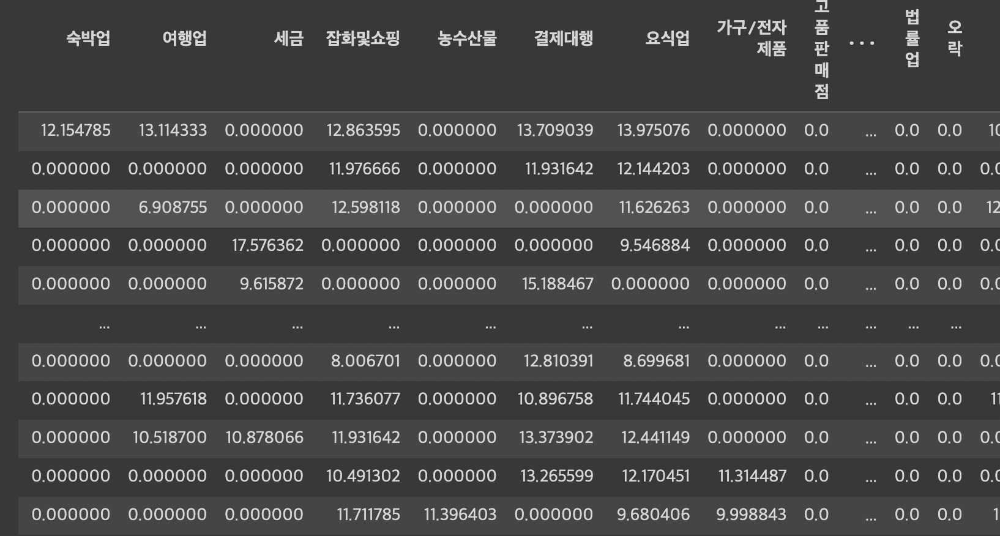 숙박업 여행업 세금 잡화및쇼핑 농수산물 결제대행 요식업 가구/전자제품 고품판매점 ... 법률업 오락
12.154785 13.114333 0.000000 12.863595 0.000000 13.709039 13.975076 0.000000 0.0 ... 0.0 0.0 10
0.000000 0.000000 0.000000 11.976666 0.000000 11.931642 12.144203 0.000000 0.0 ... 0.0 0.0 0.0
0.000000 6.908755 0.000000 12.598118 0.000000 0.000000 11.626263 0.000000 0.0 ... 0.0 0.0 12
0.000000 0.000000 17.576362 0.000000 0.000000 0.000000 9.546884 0.000000 0.0 ... 0.0 0.0 0.0
0.000000 0.000000 9.615872 0.000000 0.000000 15.188467 0.000000 0.000000 0.0 ... 0.0 0.0 0.0
... ... ... ... ... ... ... ... ... ... ... ...
0.000000 0.000000 0.000000 8.006701 0.000000 12.810391 8.699681 0.000000 0.0 ... 0.0 0.0 0.0
0.000000 11.957618 0.000000 11.736077 0.000000 10.896758 11.744045 0.000000 0.0 ... 0.0 0.0 11
0.000000 10.518700 10.878066 11.931642 0.000000 13.373902 12.441149 0.000000 0.0 ... 0.0 0.0 0.0
0.000000 0.000000 0.000000 10.491302 0.000000 13.265599 12.170451 11.314487 0.0 ... 0.0 0.0 0.0
0.000000 0.000000 0.000000 11.711785 11.396403 0.000000 9.680406 9.998843 0.0 ... 0.0 0.0 1